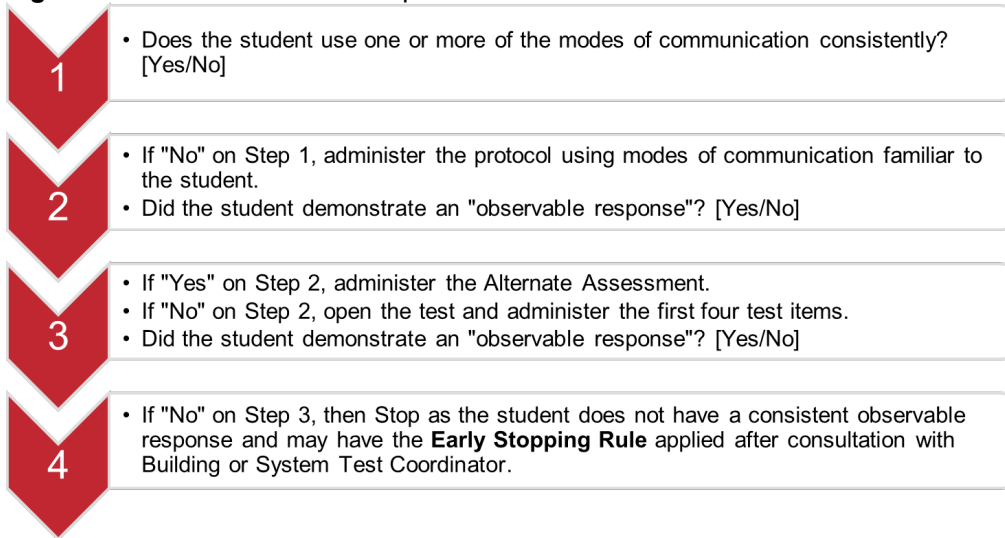 1
• Does the student use one or more of the modes of communication consistently?
[Yes/No]
2
• If "No" on Step 1, administer the protocol using modes of communication familiar to
the student.
• Did the student demonstrate an "observable response"? [Yes/No]
3
• If "Yes" on Step 2, administer the Alternate Assessment.
• If "No" on Step 2, open the test and administer the first four test items.
• Did the student demonstrate an "observable response"? [Yes/No]
4
• If "No" on Step 3, then Stop as the student does not have a consistent observable
response and may have the Early Stopping Rule applied after consultation with
Building or System Test Coordinator.